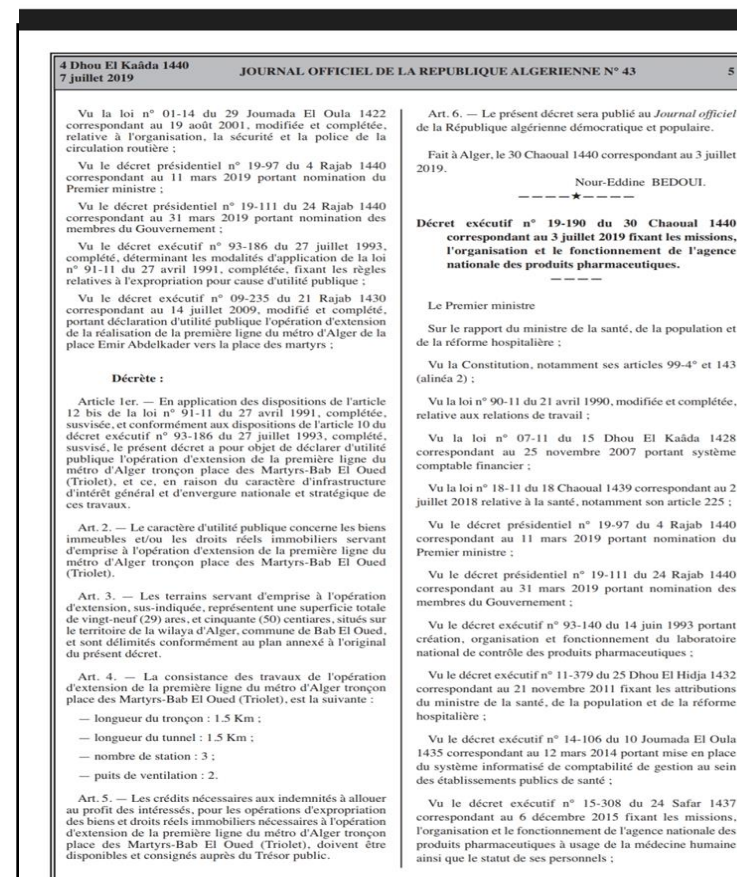 4 Dhou El Kaâda 1440
7 juillet 2019
JOURNAL OFFICIEL DE LA REPUBLIQUE ALGERIENNE N° 43
5
Vu la loi n° 01-14 du 29 Joumada El Oula 1422
correspondant au 19 août 2001, modifiée et complétée,
relative à l'organisation, la sécurité et la police de la
circulation routière ;
Vu le décret présidentiel n° 19-97 du 4 Rajab 1440
correspondant au 11 mars 2019 portant nomination du
Premier ministre ;
Vu le décret présidentiel n° 19-111 du 24 Rajab 1440
correspondant au 31 mars 2019 portant nomination des
membres du Gouvernement ;
Vu le décret exécutif n° 93-186 du 27 juillet 1993,
complété, déterminant les modalités d'application de la loi
n° 91-11 du 27 avril 1991, complétée, fixant les règles
relatives à l'expropriation pour cause d'utilité publique ;
Vu le décret exécutif n° 09-235 du 21 Rajab 1430
correspondant au 14 juillet 2009, modifié et complété,
portant déclaration d'utilité publique l'opération d'extension
de la réalisation de la première ligne du métro d'Alger de la
place Emir Abdelkader vers la place des martyrs ;
Décrète :
Article 1er. — En application des dispositions de l'article
12 bis de la loi n° 91-11 du 27 avril 1991, complétée,
susvisée, et conformément aux dispositions de l'article 10 du
décret exécutif n° 93-186 du 27 juillet 1993, complété,
susvisé, le présent décret a pour objet de déclarer d'utilité
publique l'opération d'extension de la première ligne du
métro d'Alger tronçon place des Martyrs-Bab El Oued
(Triolet), et ce, en raison du caractère d'infrastructure
d'intérêt général et d'envergure nationale et stratégique de
ces travaux.
Art. 2. — Le caractère d'utilité publique concerne les biens
immeubles et/ou les droits réels immobiliers servant
d'emprise à l'opération d'extension de la première ligne du
métro d'Alger tronçon place des Martyrs-Bab El Oued
(Triolet).
Art. 3. — Les terrains servant d'emprise à l'opération
d'extension, sus-indiquée, représentent une superficie totale
de vingt-neuf (29) ares, et cinquante (50) centiares, situés sur
le territoire de la wilaya d'Alger, commune de Bab El Oued,
et sont délimités conformément au plan annexé à l'original
du présent décret.
Art. 4. — La consistance des travaux de l'opération
d'extension de la première ligne du métro d'Alger tronçon
place des Martyrs-Bab El Oued (Triolet), est la suivante :
— longueur du tronçon : 1.5 Km ;
— longueur du tunnel : 1.5 Km ;
— nombre de station : 3 ;
— puits de ventilation : 2.
Art. 5. — Les crédits nécessaires aux indemnités à allouer
au profit des intéressés, pour les opérations d'expropriation
des biens et droits réels immobiliers nécessaires à l'opération
d'extension de la première ligne du métro d'Alger tronçon
place des Martyrs-Bab El Oued (Triolet), doivent être
disponibles et consignés auprès du Trésor public.
Art. 6. — Le présent décret sera publié au Journal officiel
de la République algérienne démocratique et populaire.
Fait à Alger, le 30 Chaoual 1440 correspondant au 3 juillet
2019.
Nour-Eddine BEDOUI.
————★————
Décret exécutif n° 19-190 du 30 Chaoual 1440
correspondant au 3 juillet 2019 fixant les missions,
l'organisation et le fonctionnement de l'agence
nationale des produits pharmaceutiques.
————
Le Premier ministre
Sur le rapport du ministre de la santé, de la population et
de la réforme hospitalière ;
Vu la Constitution, notamment ses articles 99-4° et 143
(alinéa 2) ;
Vu la loi n° 90-11 du 21 avril 1990, modifiée et complétée,
relative aux relations de travail ;
Vu la loi n° 07-11 du 15 Dhou El Kaâda 1428
correspondant au 25 novembre 2007 portant système
comptable financier ;
Vu la loi n° 18-11 du 18 Chaoual 1439 correspondant au 2
juillet 2018 relative à la santé, notamment son article 225 ;
Vu le décret présidentiel n° 19-97 du 4 Rajab 1440
correspondant au 11 mars 2019 portant nomination du
Premier ministre ;
Vu le décret présidentiel n° 19-111 du 24 Rajab 1440
correspondant au 31 mars 2019 portant nomination des
membres du Gouvernement ;
Vu le décret exécutif n° 93-140 du 14 juin 1993 portant
création, organisation et fonctionnement du laboratoire
national de contrôle des produits pharmaceutiques ;
Vu le décret exécutif n° 11-379 du 25 Dhou El Hidja 1432
correspondant au 21 novembre 2011 fixant les attributions
du ministre de la santé, de la population et de la réforme
hospitalière ;
Vu le décret exécutif n° 14-106 du 10 Joumada El Oula
1435 correspondant au 12 mars 2014 portant mise en place
du système informatisé de comptabilité de gestion au sein
des établissements publics de santé ;
Vu le décret exécutif n° 15-308 du 24 Safar 1437
correspondant au 6 décembre 2015 fixant les missions,
l'organisation et le fonctionnement de l'agence nationale des
produits pharmaceutiques à usage de la médecine humaine
ainsi que le statut de ses personnels ;